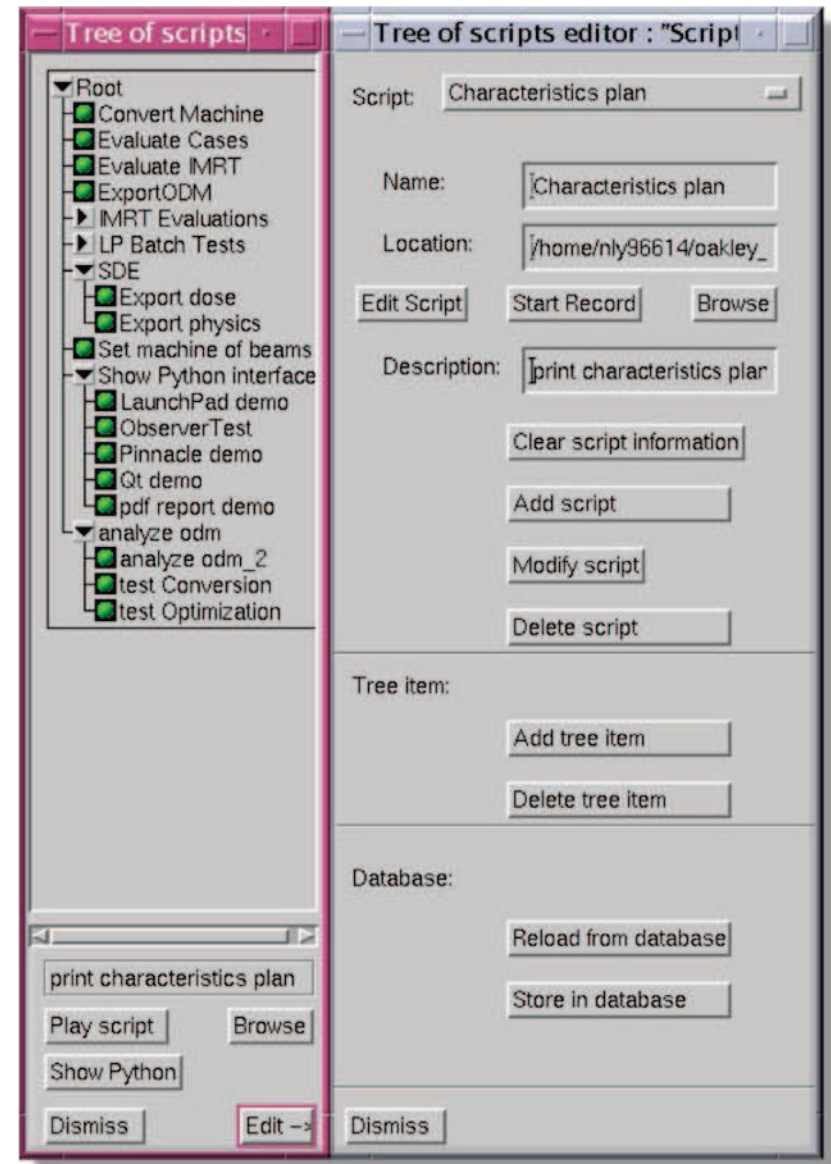 Tree of scripts
Root
Convert Machine
Evaluate Cases
Evaluate IMRT
ExportODM
IMRT Evaluations
LP Batch Tests
SDE
Export dose
Export physics
Set machine of beams
Show Python interface
LaunchPad demo
ObserverTest
Pinnacle demo
Qt demo
pdf report demo
analyze odm
analyze odm_2
test Conversion
test Optimization
print characteristics plan
Play script Browse
Show Python
Dismiss Edit ->
Tree of scripts editor : "Script
Script: Characteristics plan
Name: Characteristics plan
Location: /home/nly96614/oakley_
Edit Script Start Record Browse
Description: print characteristics plan
Clear script information
Add script
Modify script
Delete script
Tree item:
Add tree item
Delete tree item
Database:
Reload from database
Store in database
Dismiss